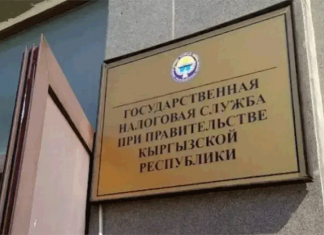 ГОСУДАРСТВЕННАЯ
НАЛОГОВАЯ СЛУЖБА
ПРИ ПРАВИТЕЛЬСТВЕ
КЫРГЫЗСКОЙ
РЕСПУБЛИКИ